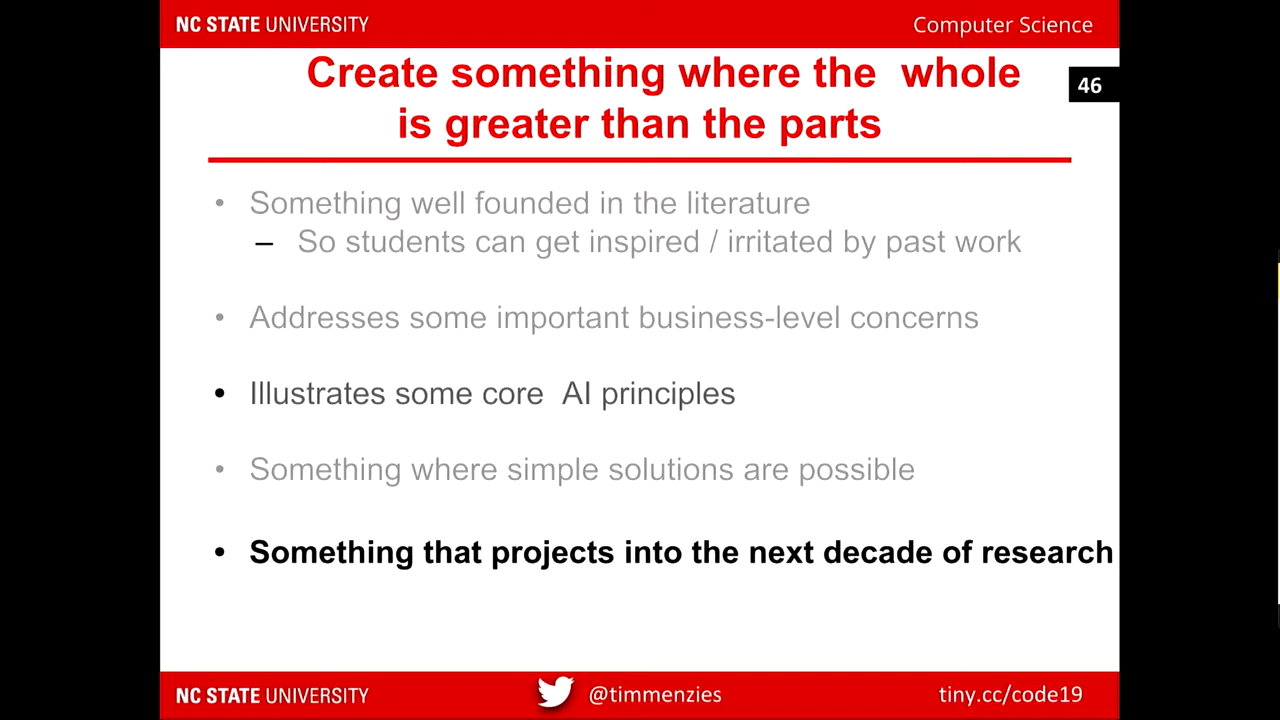 NC STATE UNIVERSITY
Computer Science
Create something where the whole
is greater than the parts
46
• Something well founded in the literature
– So students can get inspired / irritated by past work
• Addresses some important business-level concerns
• Illustrates some core AI principles
• Something where simple solutions are possible
• Something that projects into the next decade of research
NC STATE UNIVERSITY
@timmenzies
tiny.cc/code19